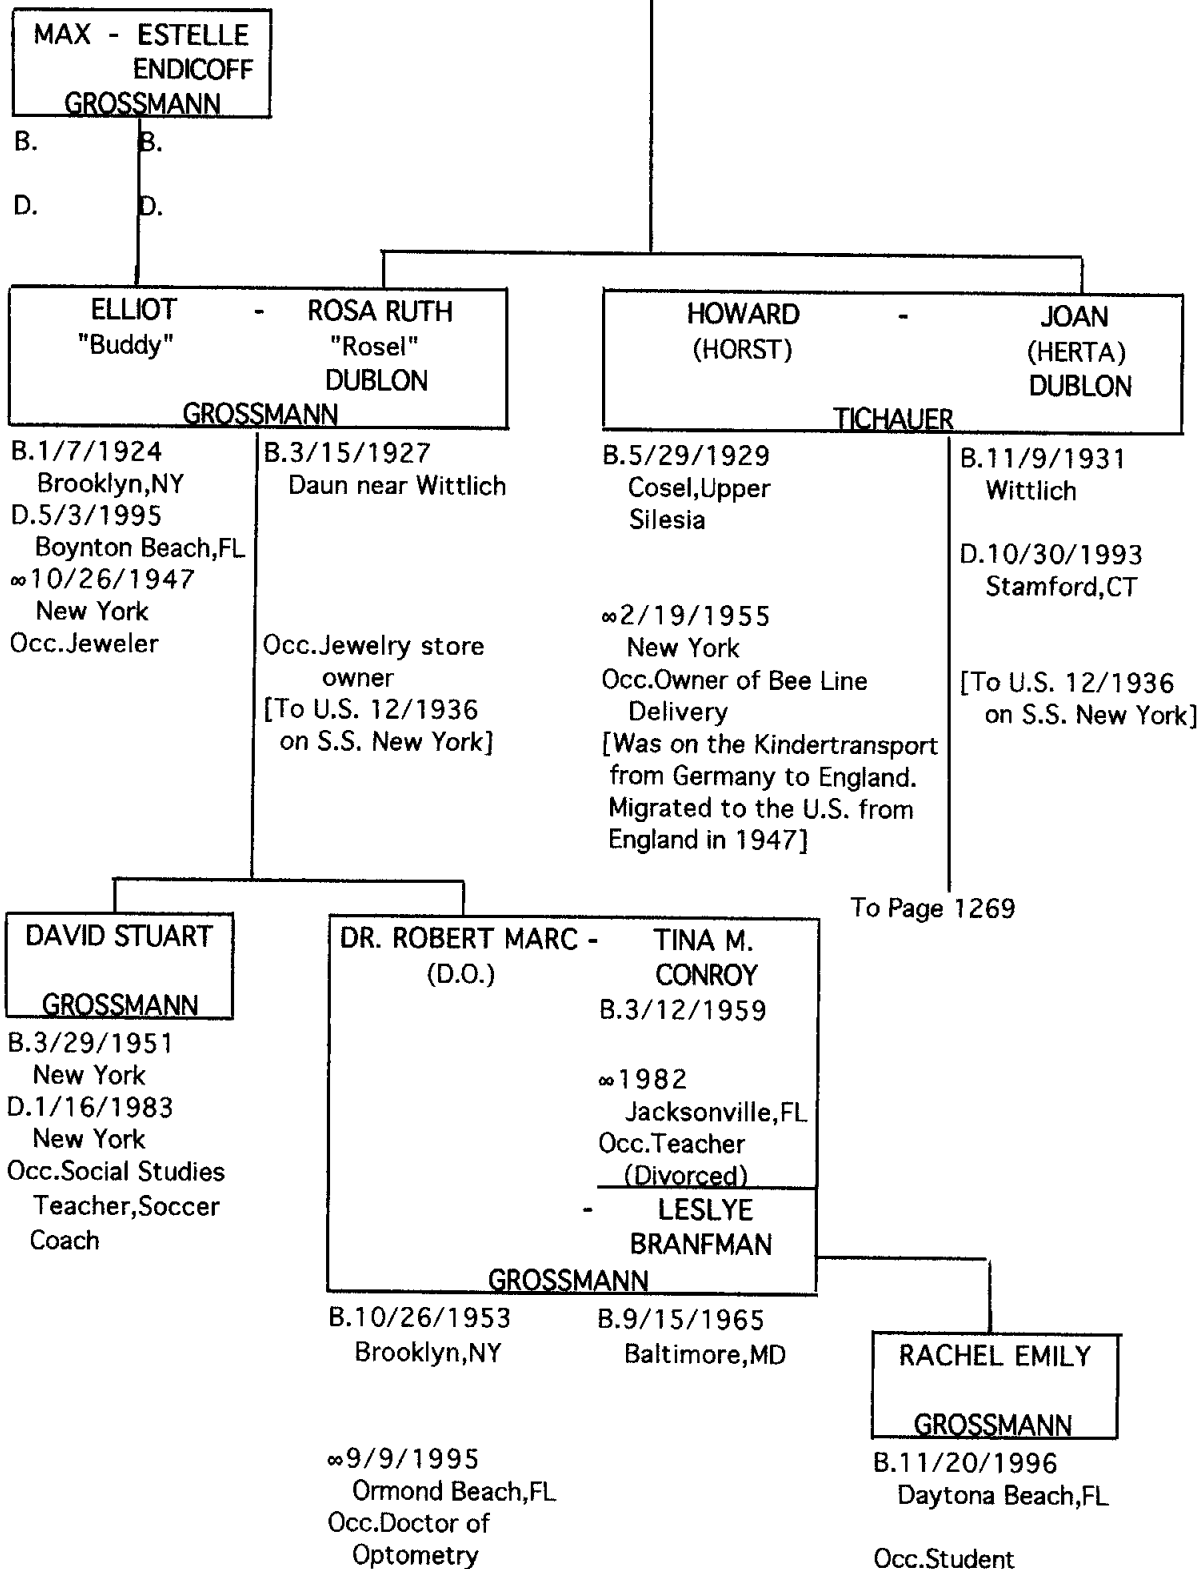 MAX - ESTELLE
ENDICOFF
GROSSMANN
B. B.
D. D.
ELLIOT - ROSA RUTH
"Buddy" "Rosel"
DUBLON
GROSSMANN
B.1/7/1924
Brooklyn,NY
D.5/3/1995
Boynton Beach,FL
∞10/26/1947
New York
Occ.Jeweler
B.3/15/1927
Daun near Wittlich
Occ.Jewelry store
owner
[To U.S. 12/1936
on S.S. New York]
HOWARD - JOAN
(HORST) (HERTA)
DUBLON
TICHAUER
B.5/29/1929
Cosel,Upper
Silesia
∞2/19/1955
New York
Occ.Owner of Bee Line
Delivery
[Was on the Kindertransport
from Germany to England.
Migrated to the U.S. from
England in 1947]
B.11/9/1931
Wittlich
D.10/30/1993
Stamford,CT
[To U.S. 12/1936
on S.S. New York]
To Page 1269
DAVID STUART
GROSSMANN
B.3/29/1951
New York
D.1/16/1983
New York
Occ.Social Studies
Teacher,Soccer
Coach
DR. ROBERT MARC - TINA M.
(D.O.) CONROY
B.3/12/1959
∞1982
Jacksonville,FL
Occ.Teacher
(Divorced)
- LESLYE
BRANFMAN
GROSSMANN
B.10/26/1953
Brooklyn,NY
∞9/9/1995
Ormond Beach,FL
Occ.Doctor of
Optometry
B.9/15/1965
Baltimore,MD
RACHEL EMILY
GROSSMANN
B.11/20/1996
Daytona Beach,FL
Occ.Student